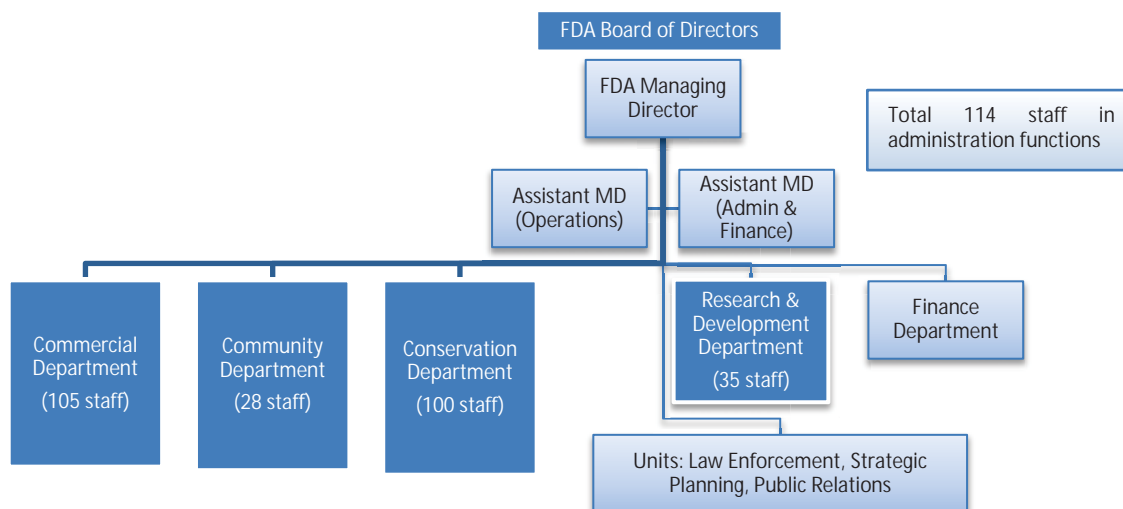 FDA Board of Directors
FDA Managing
Director
Total 114 staff in
administration functions
Assistant MD
(Operations)
Assistant MD
(Admin &
Finance)
Commercial
Department
(105 staff)
Community
Department
(28 staff)
Conservation
Department
(100 staff)
Research &
Development
Department
(35 staff)
Finance
Department
Units: Law Enforcement, Strategic
Planning, Public Relations